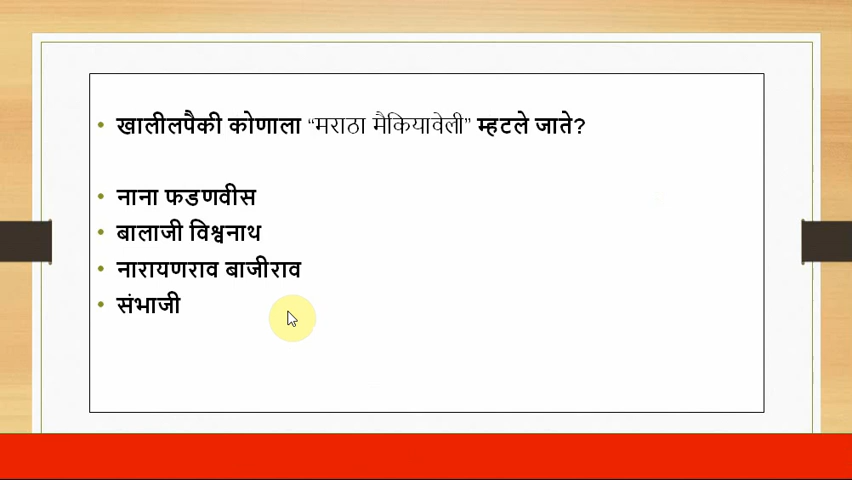 • खालीलपैकी कोणाला “मराठा मैकियावेली” म्हटले जाते?
• नाना फडणवीस
• बालाजी विश्वनाथ
• नारायणराव बाजीराव
• संभाजी